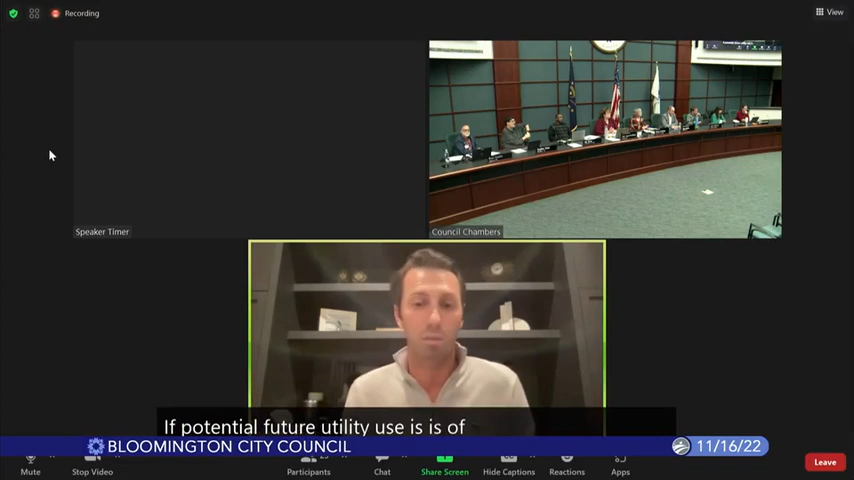 Recording
View
Speaker Timer
Council Chambers
If potential future utility use is is of
BLOOMINGTON CITY COUNCIL
11/16/22
Mute
Stop Video
Participants
Chat
Share Screen
Hide Captions
Reactions
Apps
Leave